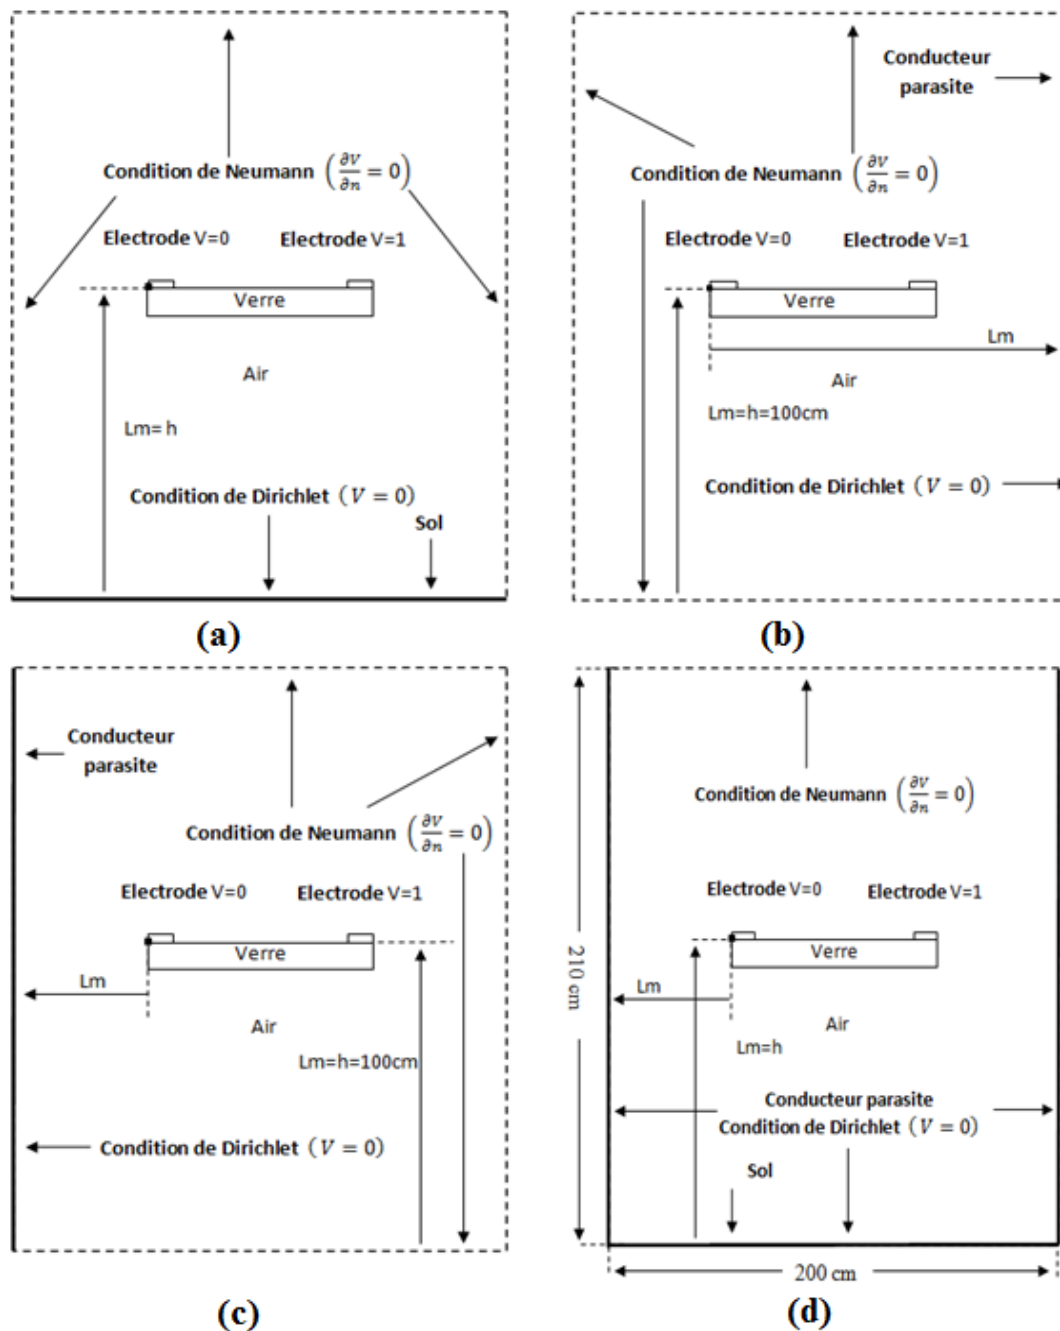 Condition de Neumann (∂V/∂n = 0)
Electrode V=0 Electrode V=1
Verre
Air
Lm= h
Condition de Dirichlet (V = 0)
Sol
(a)
Conducteur
parasite
Condition de Neumann (∂V/∂n = 0)
Electrode V=0 Electrode V=1
Verre
Lm
Air
Lm=h=100cm
Condition de Dirichlet (V = 0)
(b)
Conducteur
parasite
Condition de Neumann (∂V/∂n = 0)
Electrode V=0 Electrode V=1
Verre
Lm
Air
Lm=h=100cm
Condition de Dirichlet (V = 0)
(c)
Condition de Neumann (∂V/∂n = 0)
Electrode V=0 Electrode V=1
210 cm
Verre
Lm
Air
Lm=h
Conducteur parasite
Condition de Dirichlet (V = 0)
Sol
200 cm
(d)